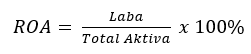 ROA = Laba / Total Aktiva x 100%